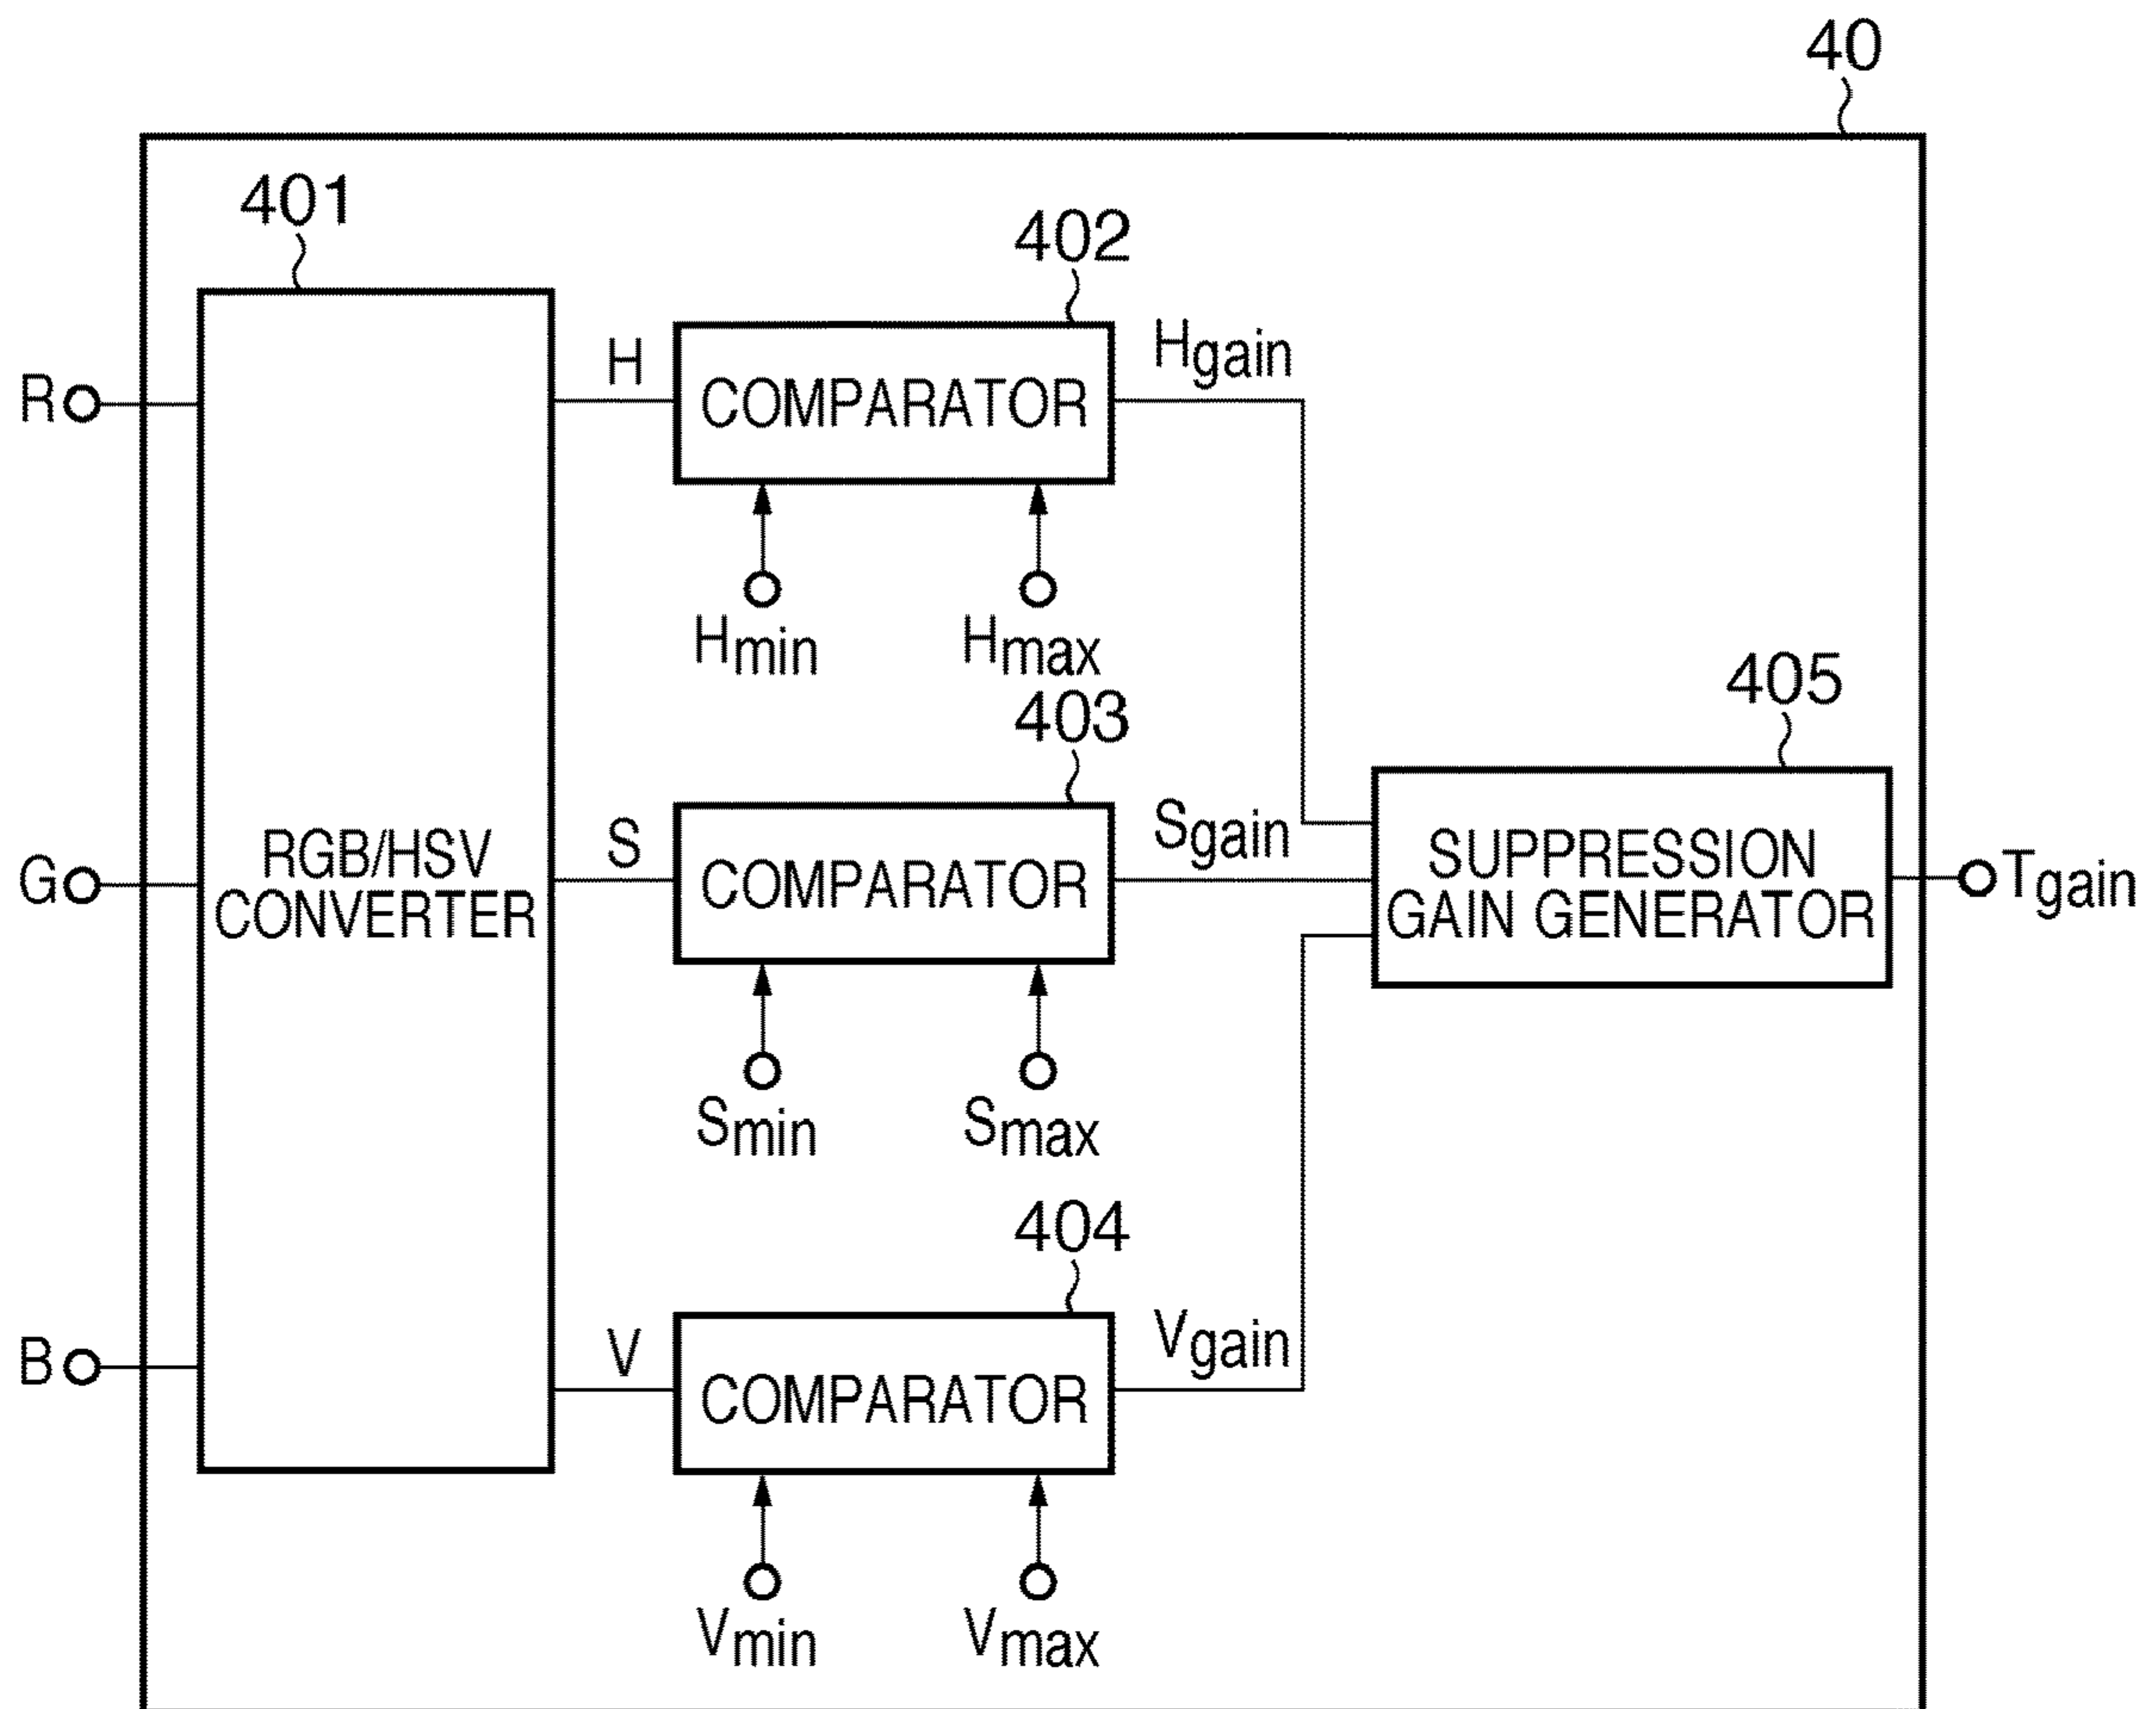 40
401
402
R
H
COMPARATOR
Hgain
Hmin
Hmax
403
405
G
RGB/HSV
CONVERTER
S
COMPARATOR
Sgain
SUPPRESSION
GAIN GENERATOR
Tgain
Smin
Smax
404
B
V
COMPARATOR
Vgain
Vmin
Vmax